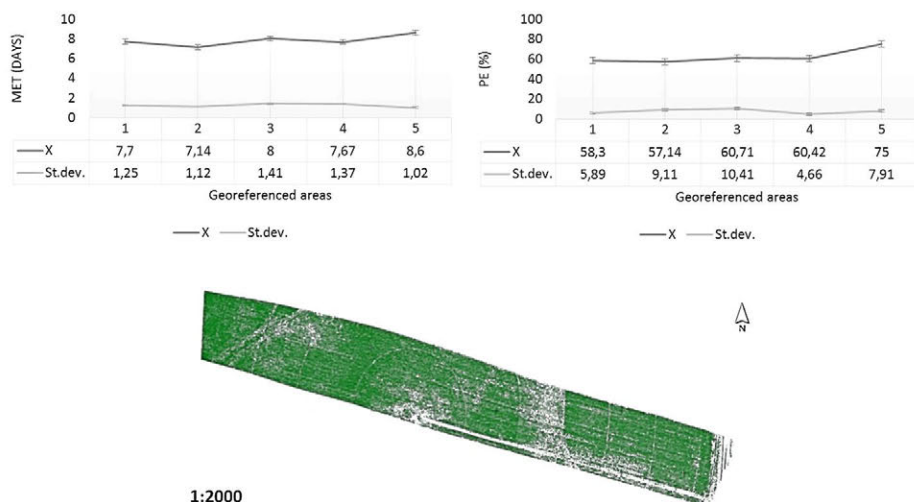 MET (DAYS)
10
8
6
4
2
0
1 2 3 4 5
X 7,7 7,14 8 7,67 8,6
St.dev. 1,25 1,12 1,41 1,37 1,02
Georeferenced areas
X St.dev.
PE (%)
100
80
60
40
20
0
1 2 3 4 5
X 58,3 57,14 60,71 60,42 75
St.dev. 5,89 9,11 10,41 4,66 7,91
Georeferenced areas
X St.dev.
N
1:2000